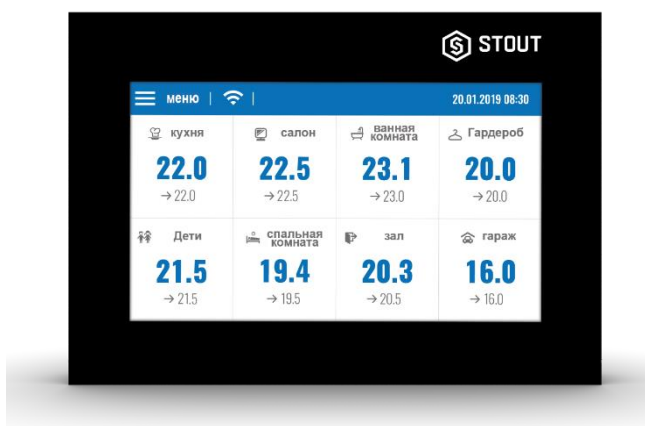 STOUT
меню | |
20.01.2019 08:30
кухня
22.0
→ 22.0
салон
22.5
→ 22.5
ванная
комната
23.1
→ 23.0
Гардероб
20.0
→ 20.0
Дети
21.5
→ 21.5
спальная
комната
19.4
→ 19.5
зал
20.3
→ 20.5
гараж
16.0
→ 16.0